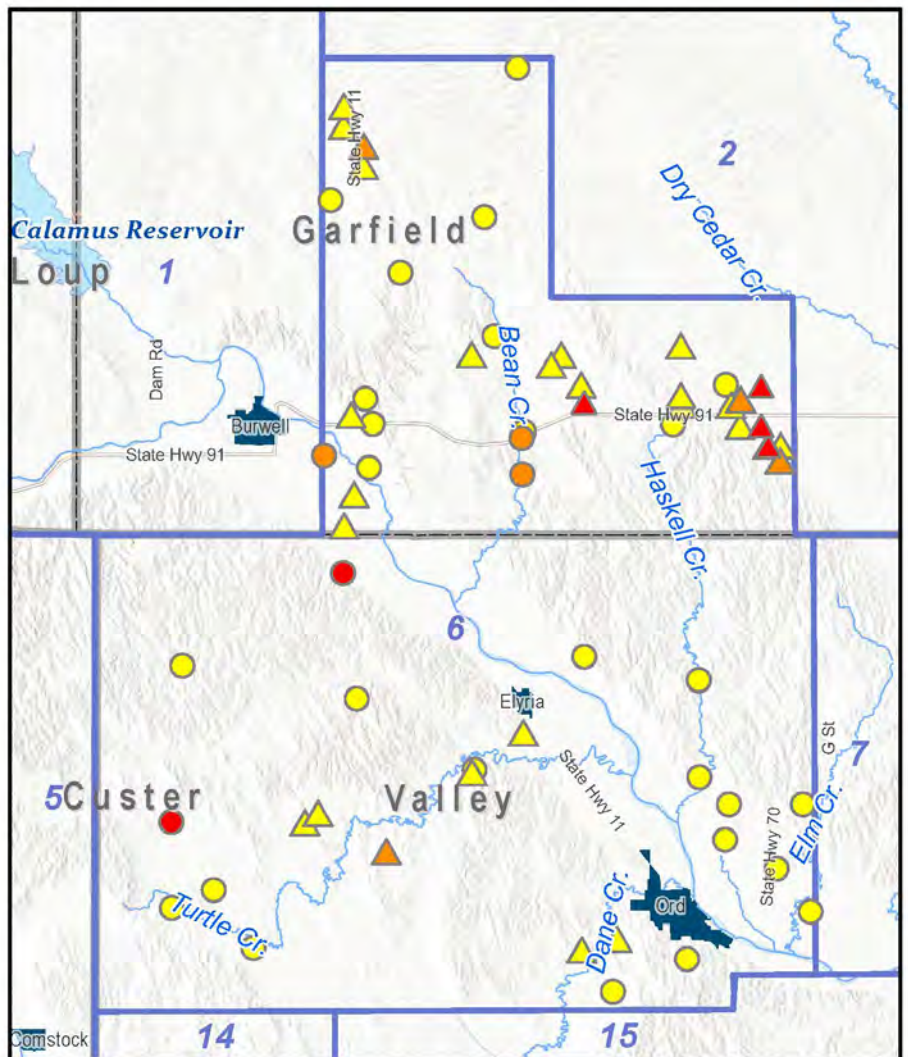 State Hwy 11
2
Dry Cedar Cr.
Calamus Reservoir
Garfield
Loup
1
Bean Cr.
Dam Rd
Burwell
State Hwy 91
State Hwy 91
Haskell Cr.
6
Elyria
G St
7
5
Custer
Valley
State Hwy 11
State Hwy 70
Elm Cr.
Turtle Cr.
Dane Cr.
Ord
14
15
Comstock